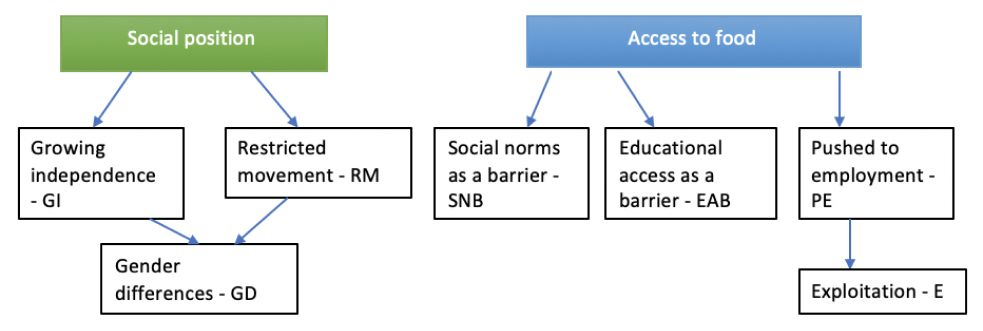 Social position
Access to food
Growing
independence
- GI
Restricted
movement - RM
Social norms
as a barrier -
SNB
Educational
access as a
barrier - EAB
Pushed to
employment -
PE
Gender
differences - GD
Exploitation - E